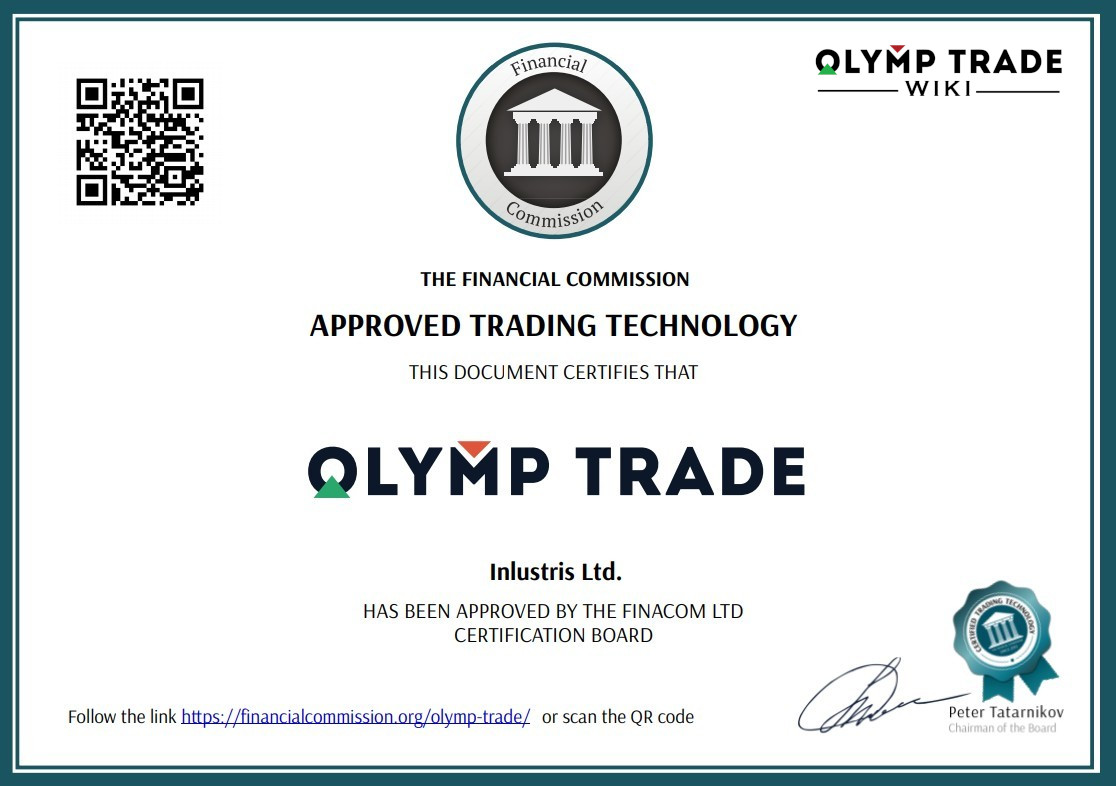 Financial
Commission
OLYMP TRADE
WIKI
THE FINANCIAL COMMISSION
APPROVED TRADING TECHNOLOGY
THIS DOCUMENT CERTIFIES THAT
OLYMP TRADE
Inlustris Ltd.
HAS BEEN APPROVED BY THE FINACOM LTD
CERTIFICATION BOARD
CERTIFIED TRADING TECHNOLOGY
Follow the link https://financialcommission.org/olymp-trade/ or scan the QR code
Peter Tatarnikov
Chairman of the Board